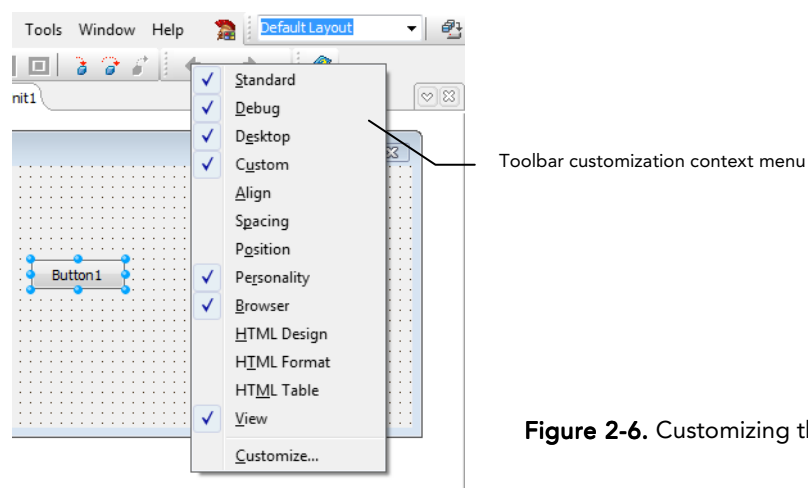 Tools Window Help Default Layout
nit1
Standard
Debug
Desktop
Custom
Align
Spacing
Position
Personality
Browser
HTML Design
HTML Format
HTML Table
View
Customize...
Button1
Toolbar customization context menu
Figure 2-6. Customizing th